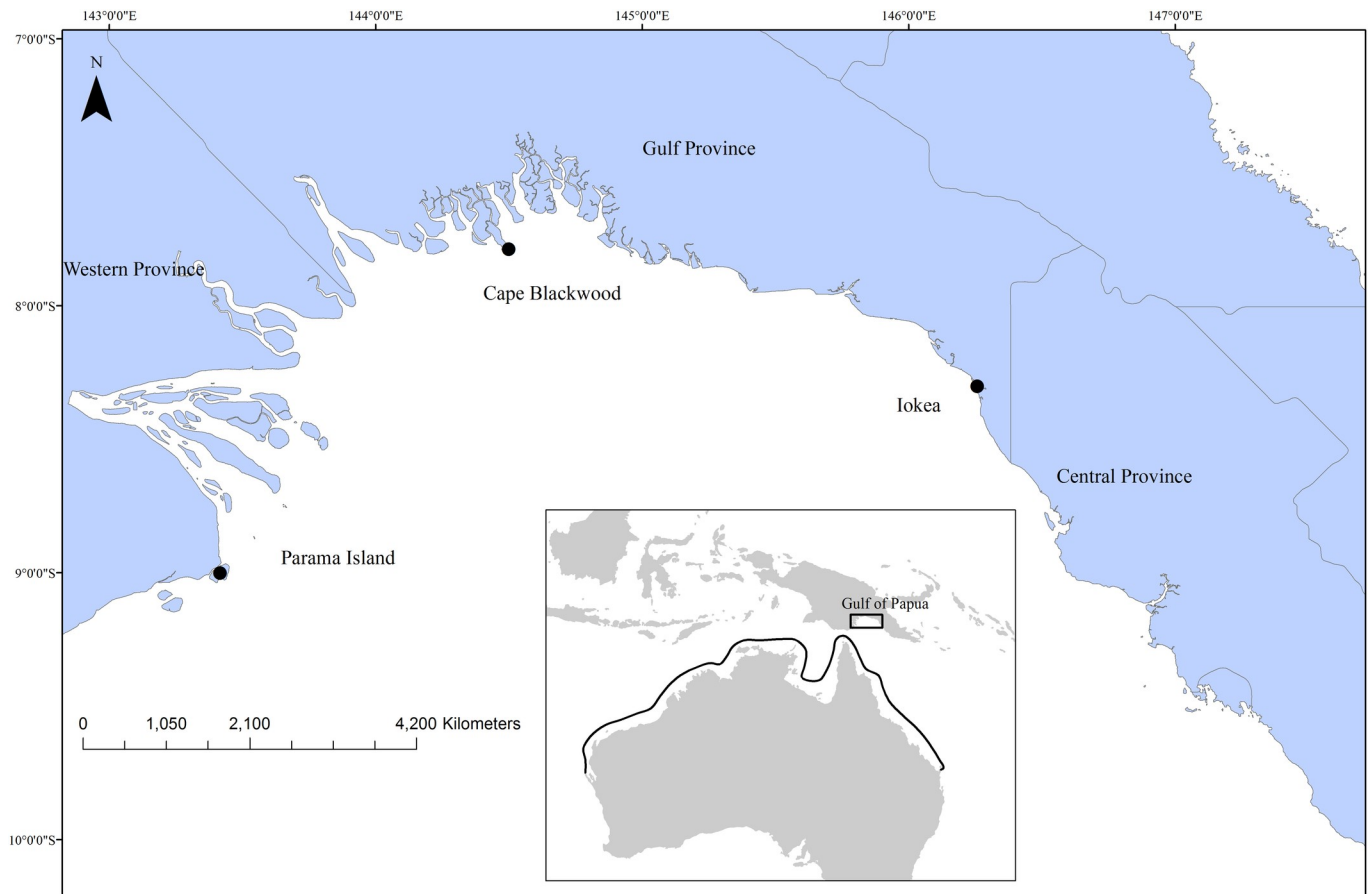 143°0'0"E
144°0'0"E
145°0'0"E
146°0'0"E
147°0'0"E
7°0'0"S
N
Gulf Province
Western Province
Cape Blackwood
8°0'0"S
Iokea
Central Province
Parama Island
9°0'0"S
Gulf of Papua
0 1,050 2,100 4,200 Kilometers
10°0'0"S